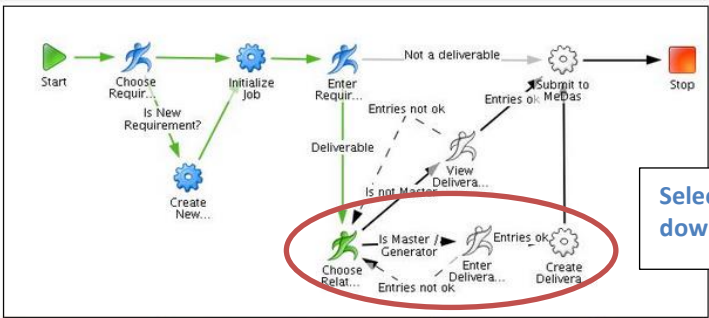 Start
Choose
Requir...
Is New
Requirement?
Create
New...
Initialize
Job
Enter
Requir...
Not a deliverable
Deliverable
Entries not ok
Entries ok
Submit to
MeDas
Stop
View
Delivera...
Is not Master
Choose
Relat...
Is Master /
Generator
Entries not ok
Enter
Delivera...
Entries ok
Create
Delivera
Selec
dow